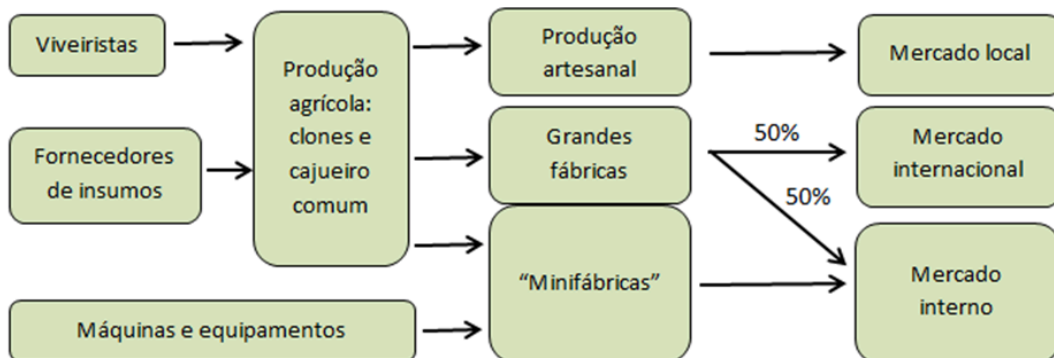 Viveiristas
Fornecedores
de insumos
Máquinas e equipamentos
Produção
agrícola:
clones e
cajueiro
comum
Produção
artesanal
Grandes
fábricas
“Minifábricas”
50%
50%
Mercado local
Mercado
internacional
Mercado
interno